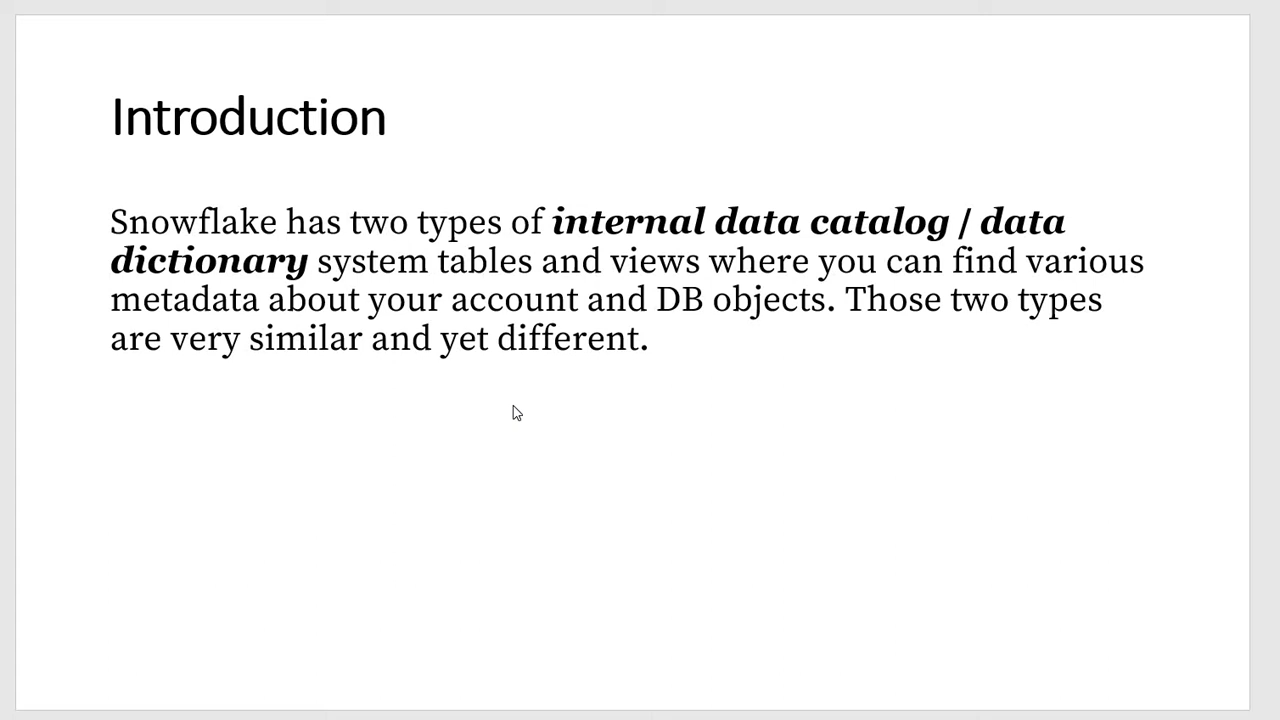 Introduction
Snowflake has two types of internal data catalog / data
dictionary system tables and views where you can find various
metadata about your account and DB objects. Those two types
are very similar and yet different.